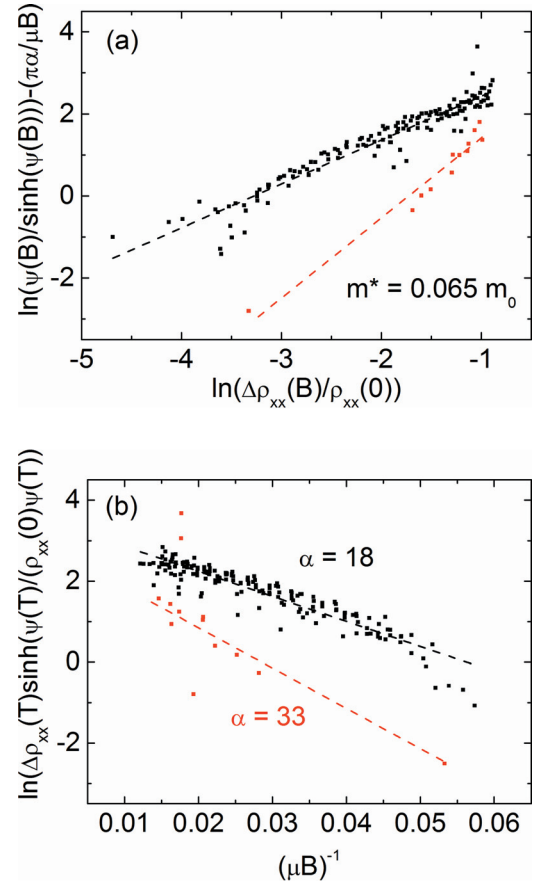 (a)
ln(ψ(B)/sinh(ψ(B)))-(πα/μB)
4
2
0
-2
m* = 0.065 m₀
-5 -4 -3 -2 -1
ln(Δρxx(B)/ρxx(0))
(b)
ln(Δρxx(T)sinh(ψ(T)/(ρxx(0)ψ(T))
4
α = 18
2
0
α = 33
-2
0.01 0.02 0.03 0.04 0.05 0.06
(μB)⁻¹